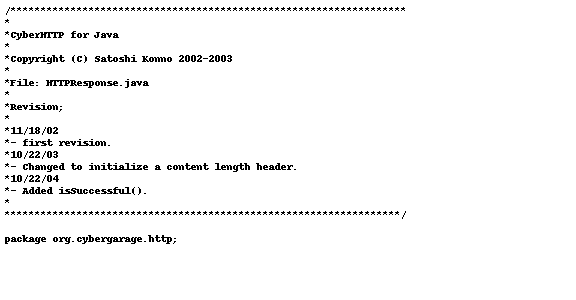 /******************************************************************
*
*CyberHTTP for Java
*
*Copyright (C) Satoshi Konno 2002-2003
*
*File: HTTPResponse.java
*
*Revision;
*
*11/18/02
*- first revision.
*10/22/03
*- Changed to initialize a content length header.
*10/22/04
*- Added isSuccessful().
*
******************************************************************/
package org.cybergarage.http;